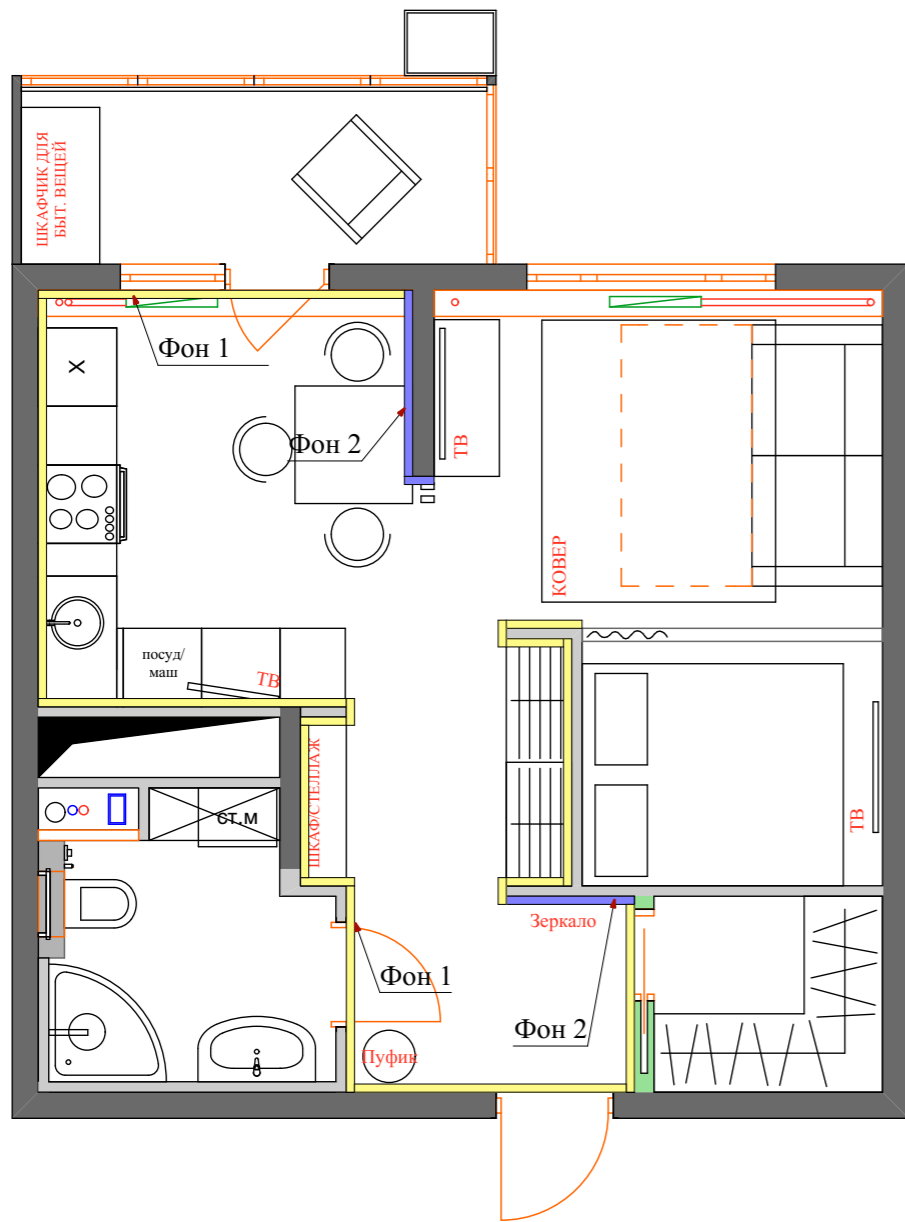 ШКАФЧИК ДЛЯ
БЫТ. ВЕЩЕЙ
Фон 1
X
Фон 2
ТВ
КОВЕР
посуд/
маш
ТВ
ШКАФ/СТЕЛЛАЖ
ст.м
ТВ
Зеркало
Фон 1
Фон 2
Пуфик